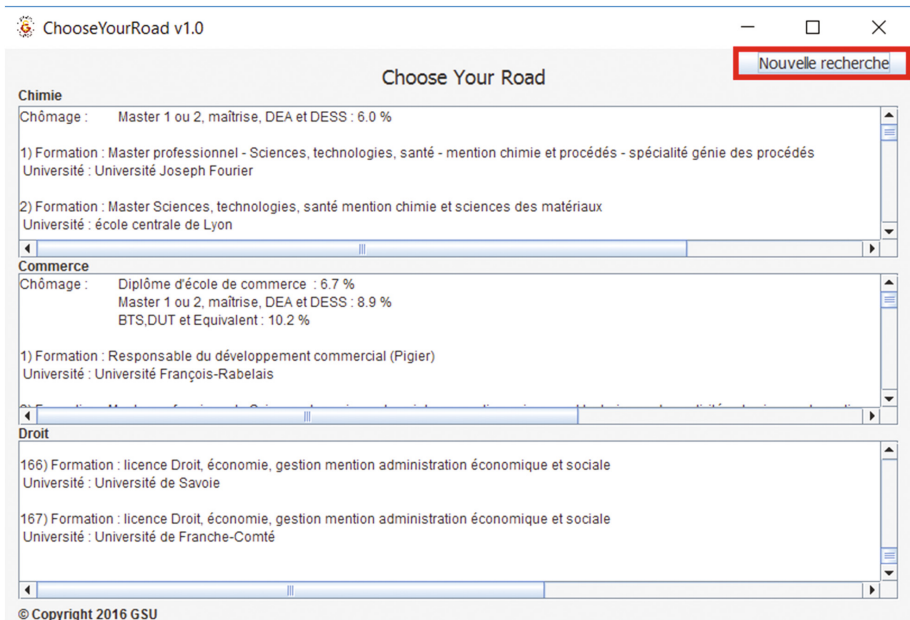 ChooseYourRoad v1.0
Nouvelle recherche
Choose Your Road
Chimie
Chômage : Master 1 ou 2, maîtrise, DEA et DESS : 6.0 %
1) Formation : Master professionnel - Sciences, technologies, santé - mention chimie et procédés - spécialité génie des procédés
Université : Université Joseph Fourier
2) Formation : Master Sciences, technologies, santé mention chimie et sciences des matériaux
Université : école centrale de Lyon
Commerce
Chômage : Diplôme d'école de commerce : 6.7 %
Master 1 ou 2, maîtrise, DEA et DESS : 8.9 %
BTS,DUT et Equivalent : 10.2 %
1) Formation : Responsable du développement commercial (Pigier)
Université : Université François-Rabelais
Droit
166) Formation : licence Droit, économie, gestion mention administration économique et sociale
Université : Université de Savoie
167) Formation : licence Droit, économie, gestion mention administration économique et sociale
Université : Université de Franche-Comté
© Copyright 2016 GSU